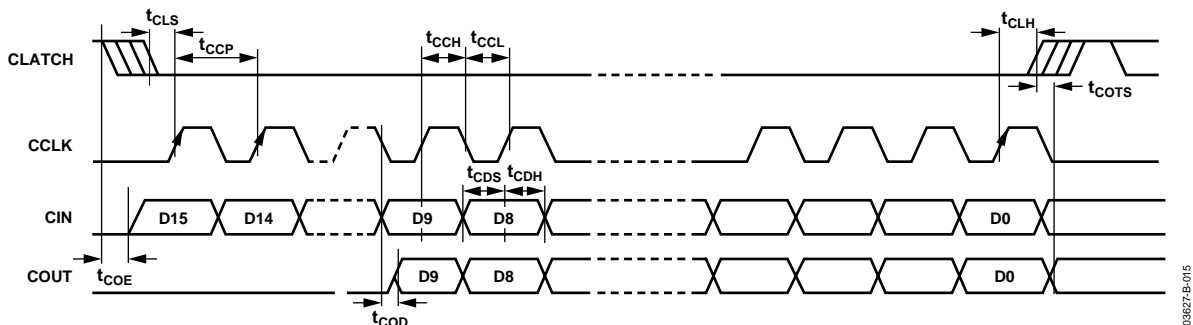 tCLS
tCCP
tCCH
tCCL
tCLH
CLATCH
tCOTS
CCLK
tCDS
tCDH
CIN
D15
D14
D9
D8
D0
tCOE
COUT
D9
D8
D0
tCOD
03627-B-015